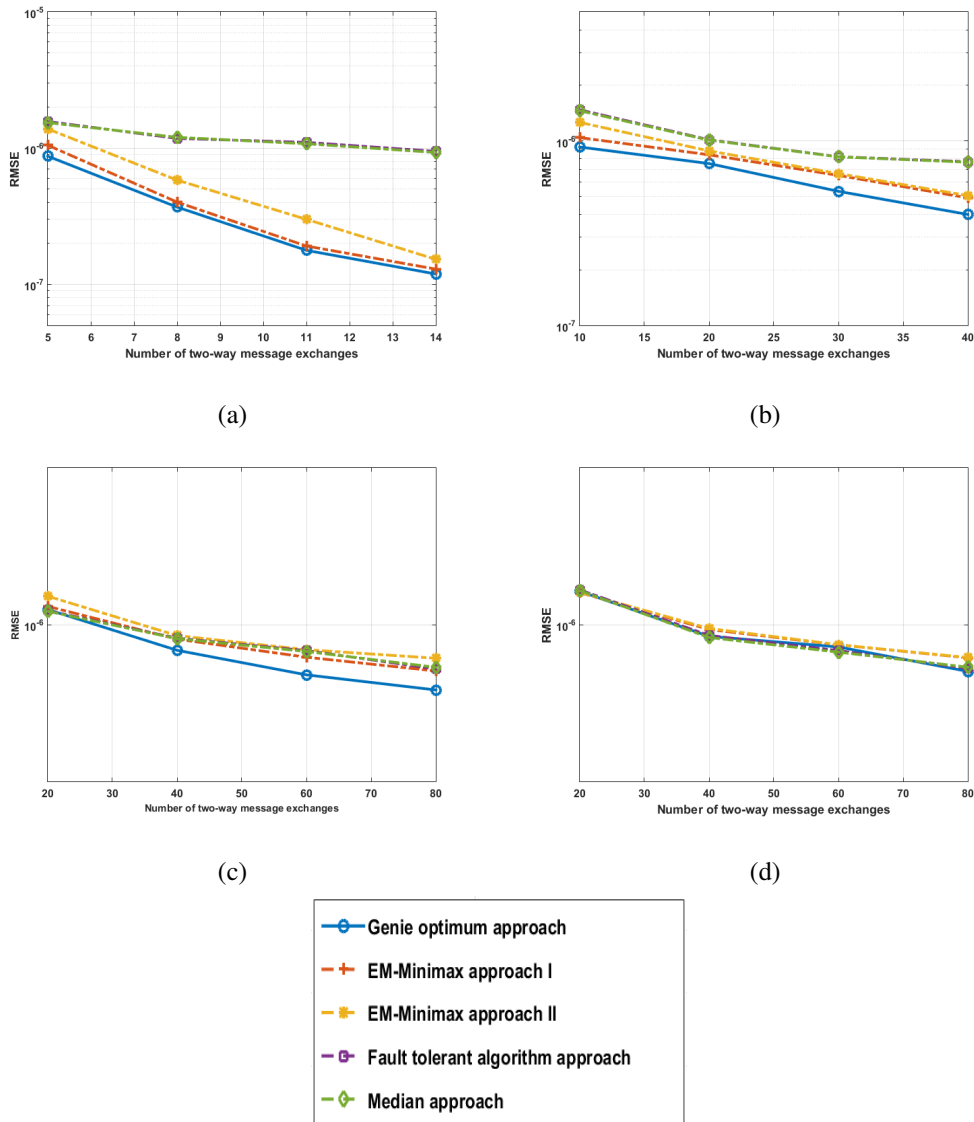 10^-5
10^-6
10^-7
RMSE
5 6 5 8 9 10 11 12 13 14
Number of two-way message exchanges
(a)
10^-6
10^-7
RMSE
10 15 20 25 30 35 40
Number of two-way message exchanges
(b)
10^-6
RMSE
20 30 40 50 60 70 80
Number of two-way message exchanges
(c)
10^-6
RMSE
20 30 40 50 60 70 80
Number of two-way message exchanges
(d)
Genie optimum approach
EM-Minimax approach I
EM-Minimax approach II
Fault tolerant algorithm approach
Median approach